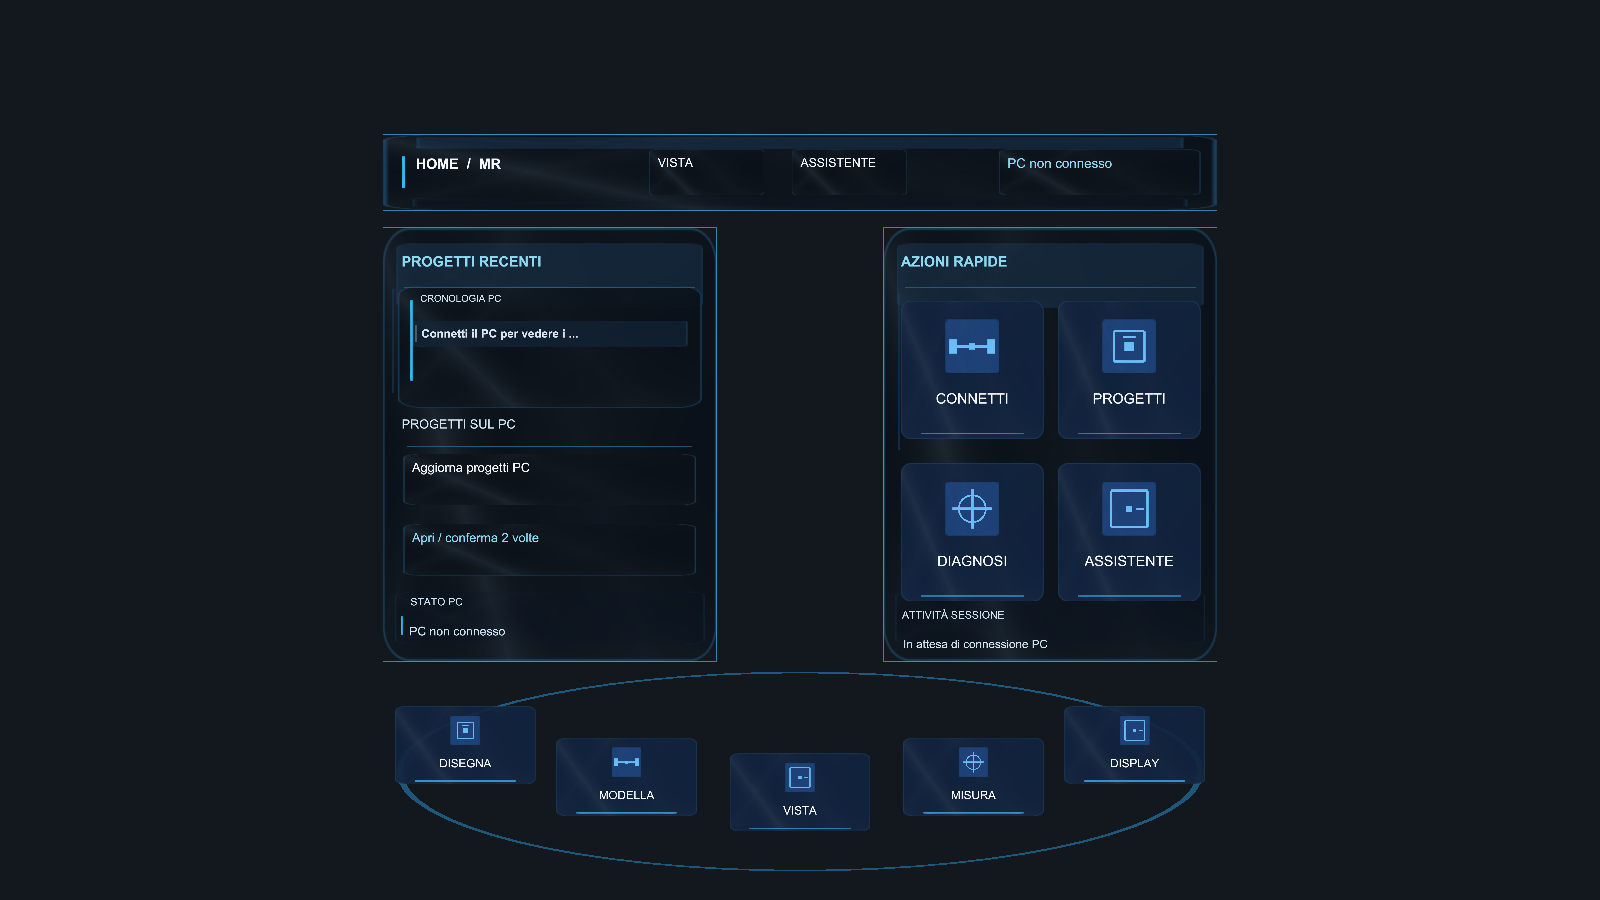 HOME / MR
VISTA
ASSISTENTE
PC non connesso
PROGETTI RECENTI
CRONOLOGIA PC
Connetti il PC per vedere i ...
PROGETTI SUL PC
Aggiorna progetti PC
Apri / conferma 2 volte
STATO PC
PC non connesso
AZIONI RAPIDE
CONNETTI
PROGETTI
DIAGNOSI
ASSISTENTE
ATTIVITÀ SESSIONE
In attesa di connessione PC
DISEGNA
MODELLA
VISTA
MISURA
DISPLAY